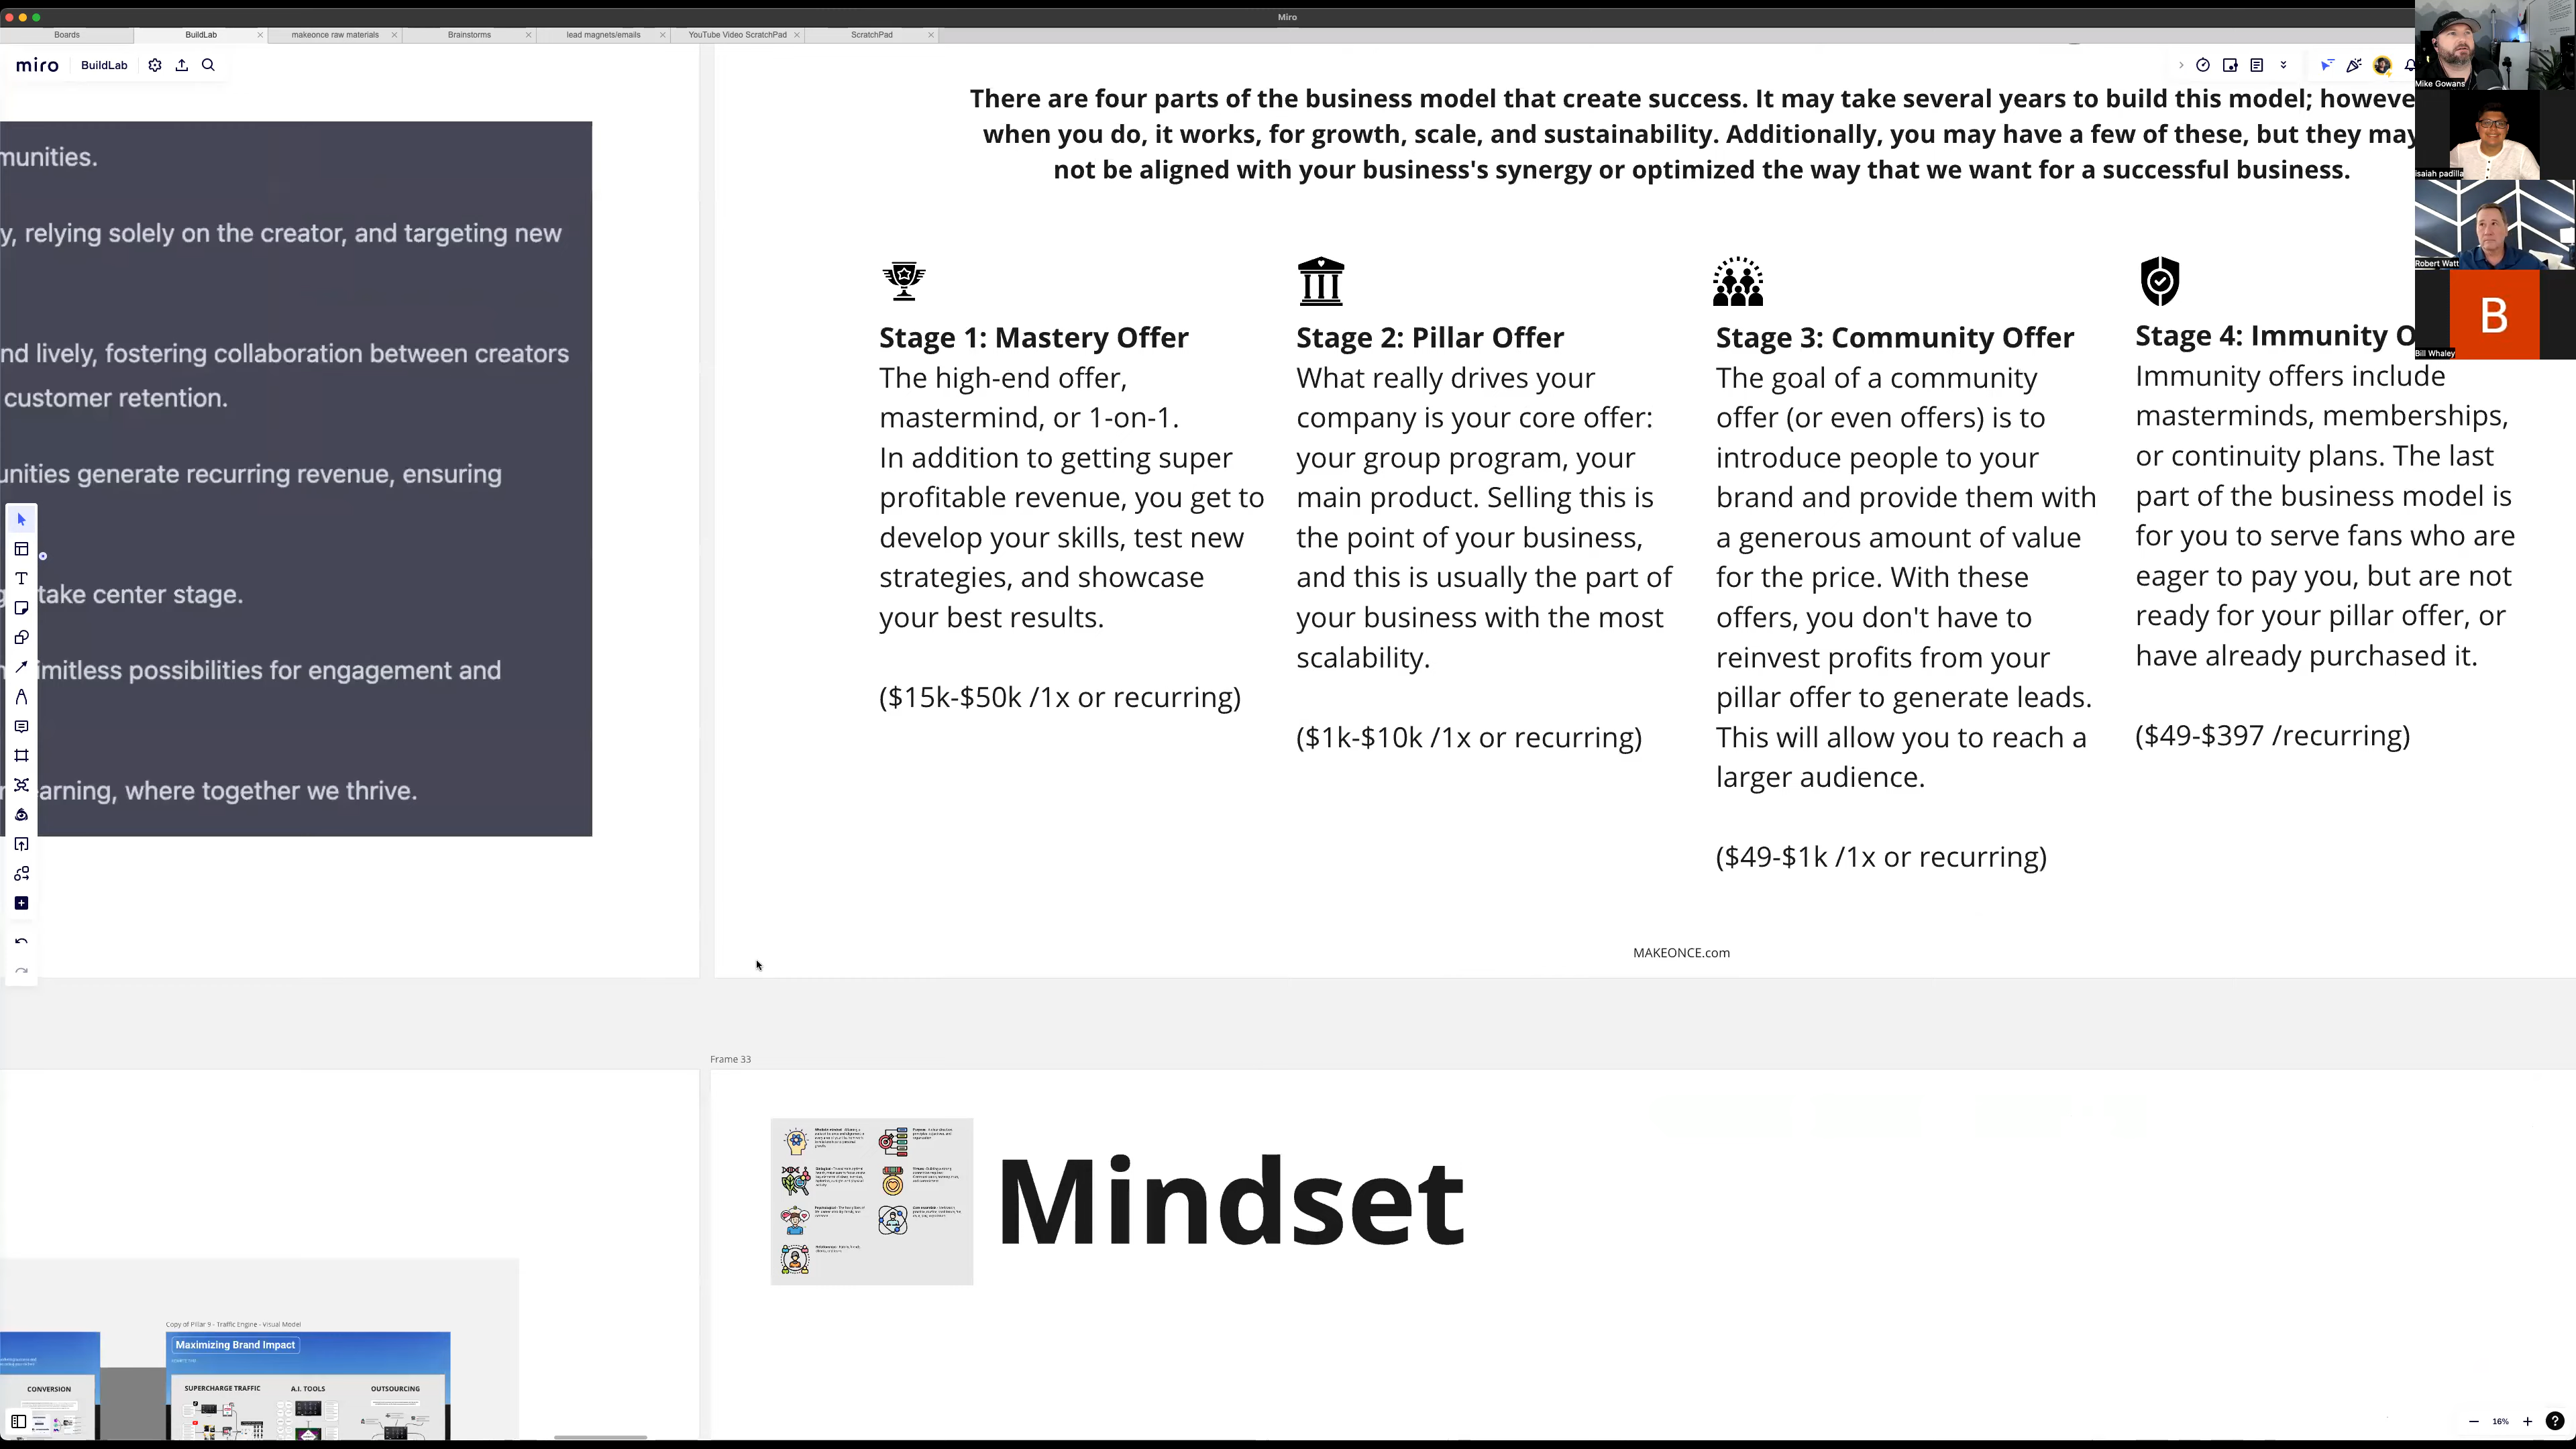 Miro
Boards
BuildLab
makeonce raw materials
Brainstorms
lead magnets/emails
YouTube Video ScratchPad
ScratchPad
miro
BuildLab
munities.
y, relying solely on the creator, and targeting new
nd lively, fostering collaboration between creators
customer retention.
unities generate recurring revenue, ensuring
take center stage.
limitless possibilities for engagement and
earning, where together we thrive.
There are four parts of the business model that create success. It may take several years to build this model; howeve
when you do, it works, for growth, scale, and sustainability. Additionally, you may have a few of these, but they may
not be aligned with your business's synergy or optimized the way that we want for a successful business.
Stage 1: Mastery Offer
The high-end offer,
mastermind, or 1-on-1.
In addition to getting super
profitable revenue, you get to
develop your skills, test new
strategies, and showcase
your best results.
($15k-$50k /1x or recurring)
Stage 2: Pillar Offer
What really drives your
company is your core offer:
your group program, your
main product. Selling this is
the point of your business,
and this is usually the part of
your business with the most
scalability.
($1k-$10k /1x or recurring)
Stage 3: Community Offer
The goal of a community
offer (or even offers) is to
introduce people to your
brand and provide them with
a generous amount of value
for the price. With these
offers, you don't have to
reinvest profits from your
pillar offer to generate leads.
This will allow you to reach a
larger audience.
($49-$1k /1x or recurring)
Stage 4: Immunity O
Immunity offers include
masterminds, memberships,
or continuity plans. The last
part of the business model is
for you to serve fans who are
eager to pay you, but are not
ready for your pillar offer, or
have already purchased it.
($49-$397 /recurring)
MAKEONCE.com
Mike Gowans
isaiah padilla
Robert Watt
B
Bill Whaley
Frame 33
Mindset
Copy of Pillar 9 - Traffic Engine - Visual Model
Maximizing Brand Impact
CONVERSION
SUPERCHARGE TRAFFIC
A.I. TOOLS
OUTSOURCING
16%